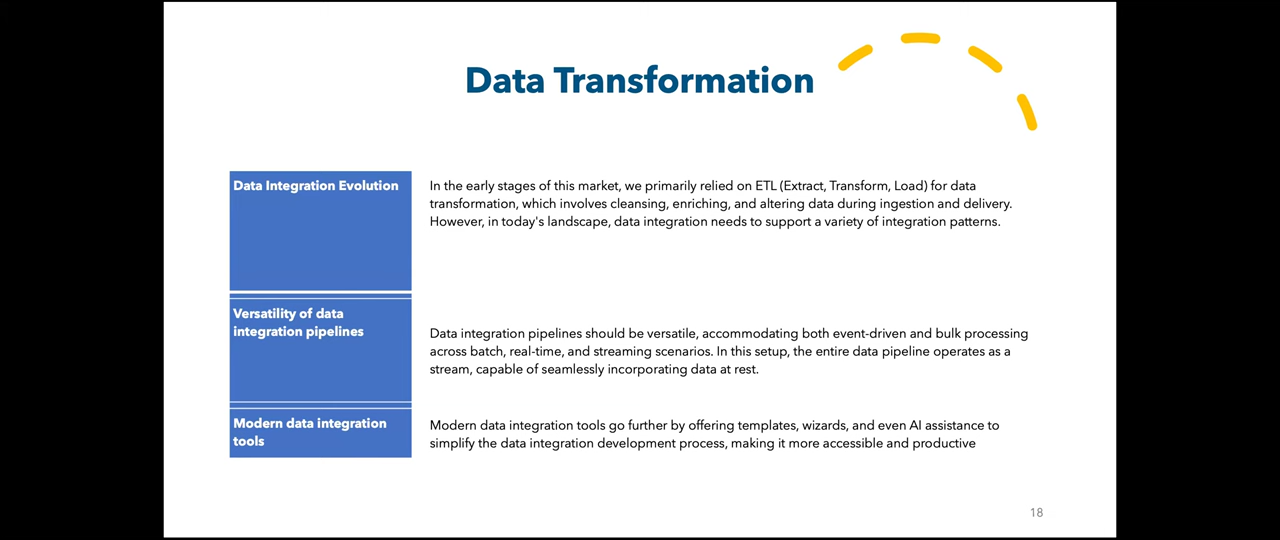 Data Transformation
Data Integration Evolution
In the early stages of this market, we primarily relied on ETL (Extract, Transform, Load) for data
transformation, which involves cleansing, enriching, and altering data during ingestion and delivery.
However, in today's landscape, data integration needs to support a variety of integration patterns.
Versatility of data
integration pipelines
Data integration pipelines should be versatile, accommodating both event-driven and bulk processing
across batch, real-time, and streaming scenarios. In this setup, the entire data pipeline operates as a
stream, capable of seamlessly incorporating data at rest.
Modern data integration
tools
Modern data integration tools go further by offering templates, wizards, and even AI assistance to
simplify the data integration development process, making it more accessible and productive
18